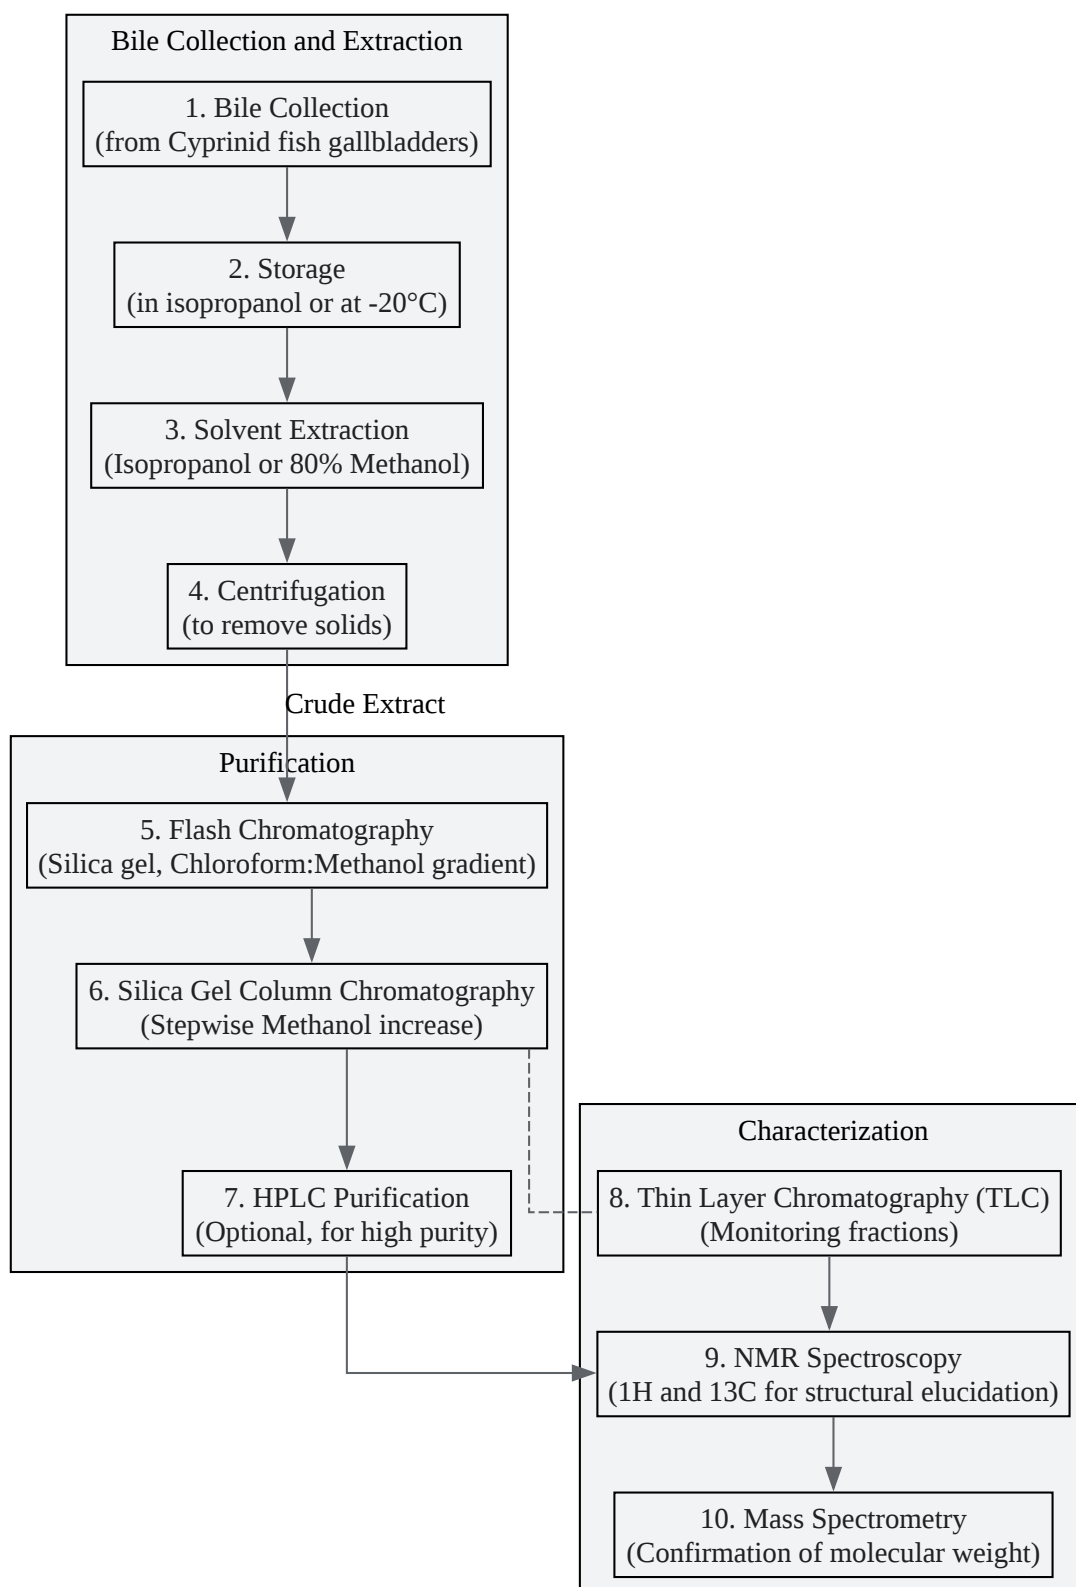 Bile Collection and Extraction
1. Bile Collection
(from Cyprinid fish gallbladders)
2. Storage
(in isopropanol or at -20°C)
3. Solvent Extraction
(Isopropanol or 80% Methanol)
4. Centrifugation
(to remove solids)
Crude Extract
Purification
5. Flash Chromatography
(Silica gel, Chloroform:Methanol gradient)
6. Silica Gel Column Chromatography
(Stepwise Methanol increase)
7. HPLC Purification
(Optional, for high purity)
Characterization
8. Thin Layer Chromatography (TLC)
(Monitoring fractions)
9. NMR Spectroscopy
(1H and 13C for structural elucidation)
10. Mass Spectrometry
(Confirmation of molecular weight)